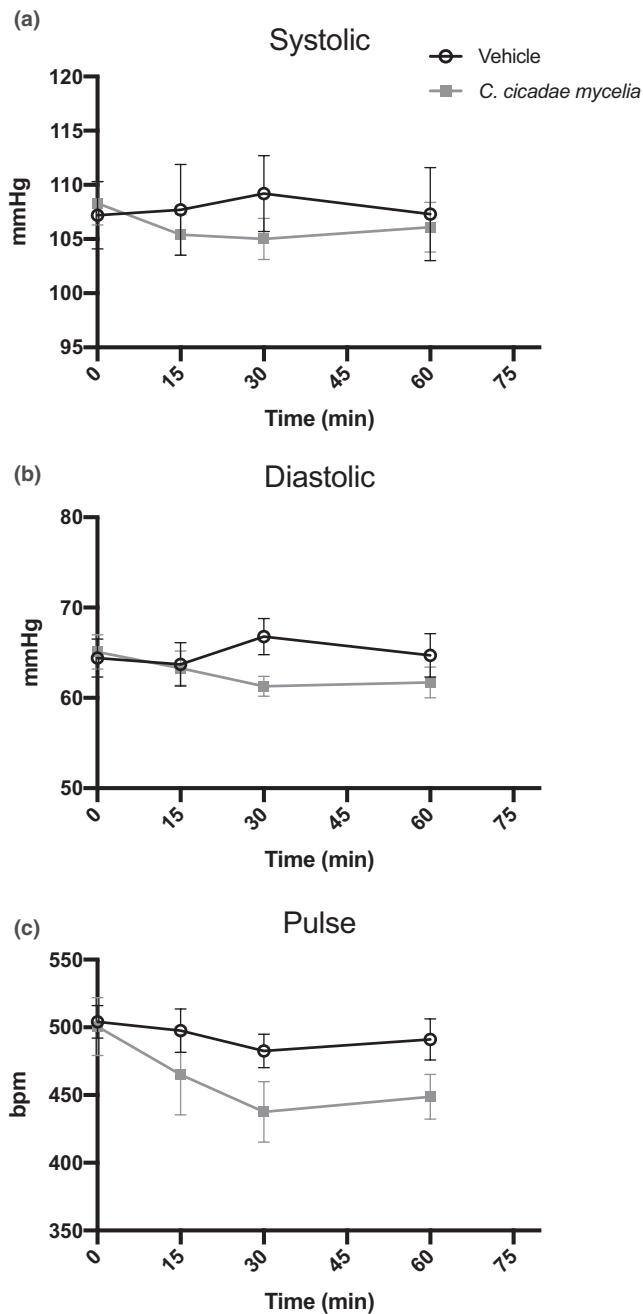 (a)
Systolic
Vehicle
C. cicadae mycelia
120
115
110
105
100
95
mmHg
0 15 30 45 60 75
Time (min)
(b)
Diastolic
80
70
60
50
mmHg
0 15 30 45 60 75
Time (min)
(c)
Pulse
550
500
450
400
350
bpm
0 15 30 45 60 75
Time (min)